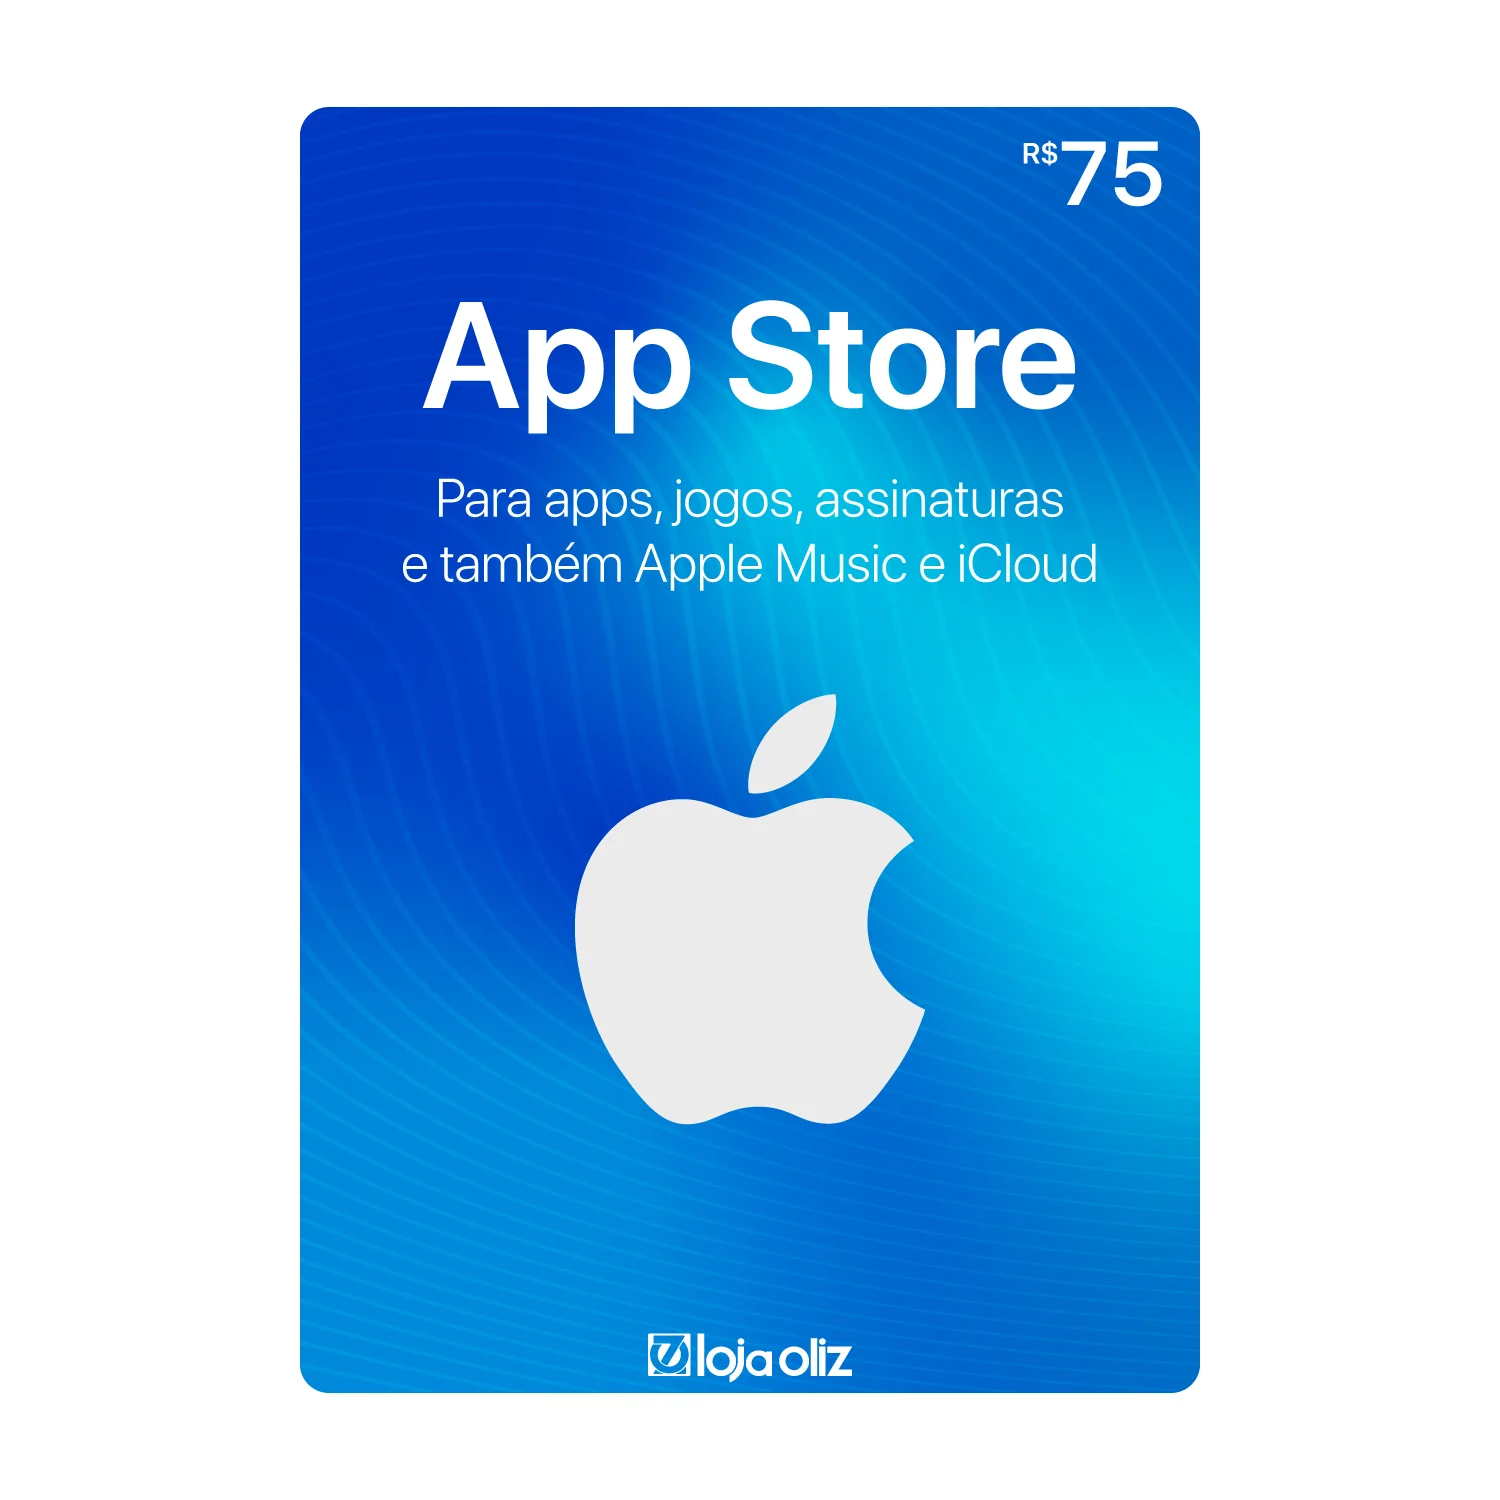 R$75
App Store
Para apps, jogos, assinaturas
e também Apple Music e iCloud
loja oliz